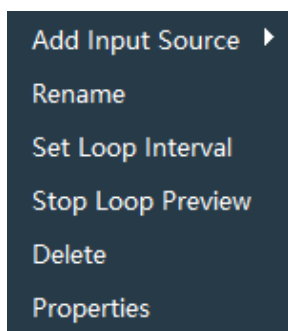 Add Input Source
Rename
Set Loop Interval
Stop Loop Preview
Delete
Properties